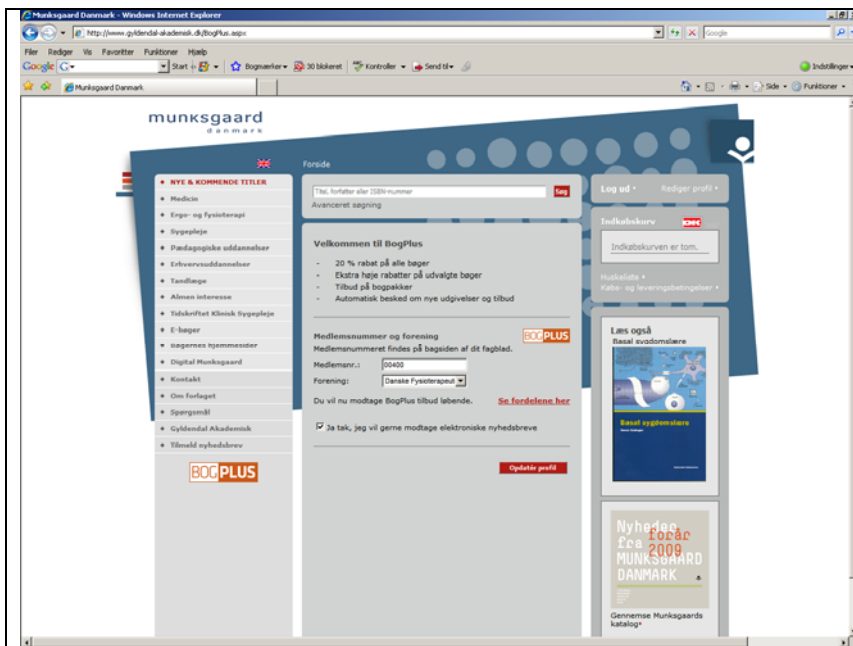 Munksgaard Danmark - Windows Internet Explorer
http://www.gyldendal-akademisk.dk/BogPlus.aspx
Google
Filer Rediger Vis Favoritter Funktioner Hjælp
Google G Start Bogmærker 30 blokeret Kontroller Send til Indstillinger
Munksgaard Danmark
Side Funktioner
munksgaard
danmark
Forside
NYE & KOMMENDE TITLER
Medicin
Ergo- og fysioterapi
Sygepleje
Pædagogiske uddannelser
Erhvervsuddannelser
Tandlæge
Almen interesse
Tidskriftet Klinisk Sygepleje
E-bøger
Bøgernes hjemmesider
Digital Munksgaard
Kontakt
Om forlaget
Spørgsmål
Gyldendal Akademisk
Tilmeld nyhedsbrev
BOGPLUS
Titel, forfatter eller ISBN-nummer
Søg
Avanceret søgning
Velkommen til BogPlus
- 20 % rabat på alle bøger
- Ekstra høje rabatter på udvalgte bøger
- Tilbud på bogpakker
- Automatisk besked om nye udgivelser og tilbud
Medlemsnummer og forening
BOGPLUS
Medlemsnummeret findes på bagsiden af dit fagblad.
Medlemsnr.: 00400
Forening: Danske Fysioterapeut
Du vil nu modtage BogPlus tilbud løbende. Se fordelene her
Ja tak, jeg vil gerne modtage elektroniske nyhedsbreve
Opdatér profil
Log ud Rediger profil
Indkøbskurv
Indkøbskurven er tom.
Huskeliste
Købs- og leveringsbetingelser
Læs også
Basal sygdomslære
Basal sygdomslære
Nyheder
fra forår
2009
MUNKSGAARD
DANMARK
Gennemse Munksgaards
katalog